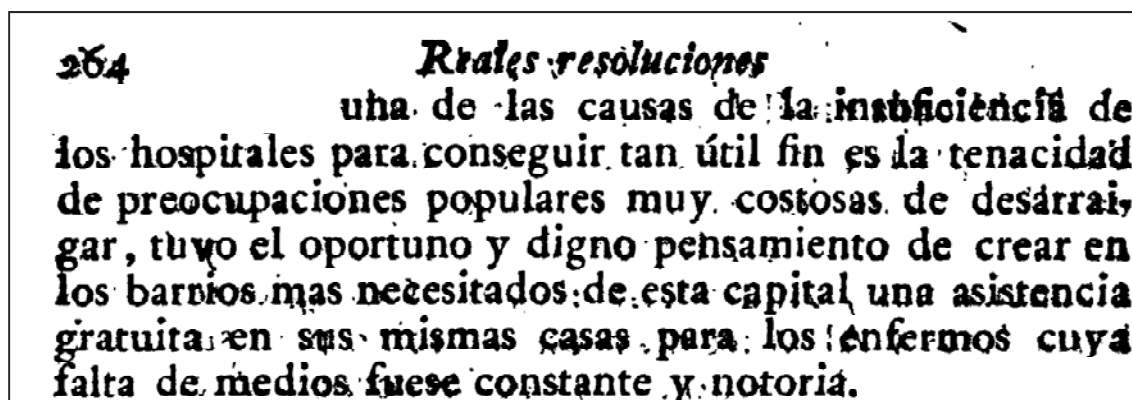 264 Reales resoluciones
una de las causas de la insuficiencia de
los hospitales para conseguir tan útil fin es la tenacidad
de preocupaciones populares muy costosas de desarrai-
gar, tuvo el oportuno y digno pensamiento de crear en
los barrios mas necesitados de esta capital una asistencia
gratuita en sus mismas casas para los enfermos cuya
falta de medios fuese constante y notoria.